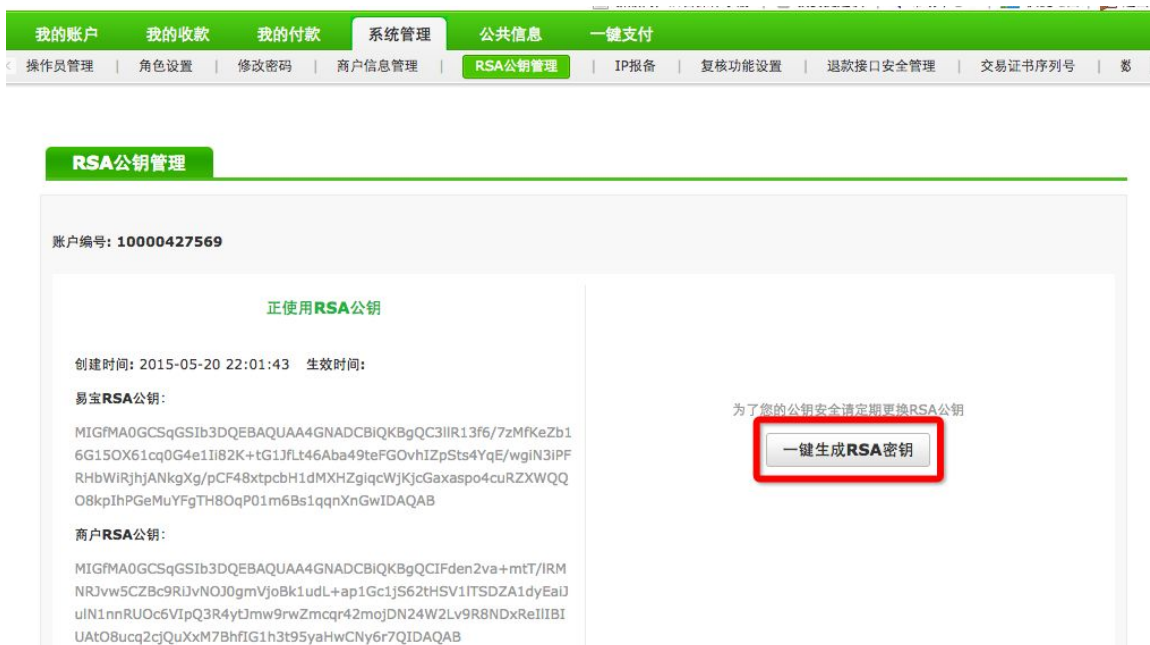 我的账户 我的收款 我的付款 系统管理 公共信息 一键支付
操作员管理 | 角色设置 | 修改密码 | 商户信息管理 | RSA公钥管理 | IP报备 | 复核功能设置 | 退款接口安全管理 | 交易证书序列号 |
RSA公钥管理
账户编号: 10000427569
正使用RSA公钥
创建时间: 2015-05-20 22:01:43 生效时间:
易宝RSA公钥:
MIGfMA0GCSqGSIb3DQEBAQUAA4GNADCBiQKBgQC3llR13f6/7zMfKeZb1
6G15OX61cq0G4e1Ii82K+tG1JfLt46Aba49teFGOvhIZpSts4YqE/wgiN3iPF
RHbWiRjhjANkgXg/pCF48xtpcbH1dMXHZgiqcWjKjcGaxaspo4cuRZXWQQ
O8kpIhPGeMuYFgTH8OqP01m6Bs1qqnXnGwIDAQAB
商户RSA公钥:
MIGfMA0GCSqGSIb3DQEBAQUAA4GNADCBiQKBgQCIFden2va+mtT/lRM
NRJvw5CZBc9RiJvNOJ0gmVjoBk1udL+ap1Gc1jS62tHSV1lTSDZA1dyEaiJ
ulN1nnRUOc6VIpQ3R4ytJmw9rwZmcqr42mojDN24W2Lv9R8NDxReIlIBI
UAtO8ucq2cjQuXxM7BhfIG1h3t95yaHwCNy6r7QIDAQAB
为了您的公钥安全请定期更换RSA公钥
一键生成RSA密钥